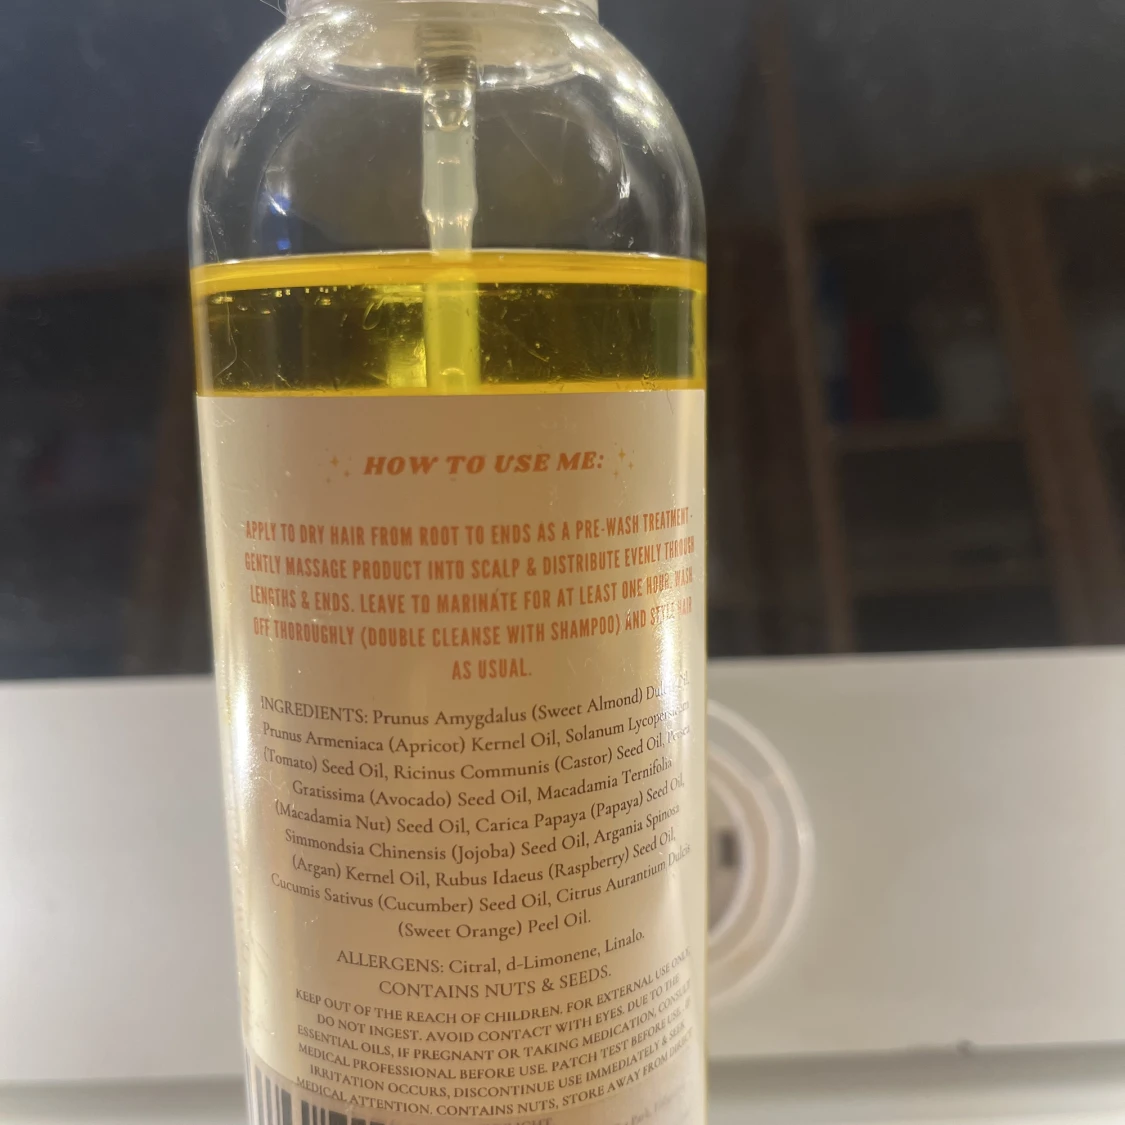 HOW TO USE ME:
APPLY TO DRY HAIR FROM ROOT TO ENDS AS A PRE-WASH TREATMENT -
GENTLY MASSAGE PRODUCT INTO SCALP & DISTRIBUTE EVENLY THROUGH
LENGTHS & ENDS. LEAVE TO MARINATE FOR AT LEAST ONE HOUR. WASH
OFF THOROUGHLY (DOUBLE CLEANSE WITH SHAMPOO) AND STYLE HAIR
AS USUAL.
INGREDIENTS: Prunus Amygdalus (Sweet Almond)
Prunus Armeniaca (Apricot) Kernel Oil, Solanum Lycopersicum
(Tomato) Seed Oil, Ricinus Communis (Castor) Seed Oil, Persea
Gratissima (Avocado) Seed Oil, Macadamia Ternifolia
(Macadamia Nut) Seed Oil, Carica Papaya (Papaya) Seed Oil,
Simmondsia Chinensis (Jojoba) Seed Oil, Argania Spinosa
(Argan) Kernel Oil, Rubus Idaeus (Raspberry) Seed Oil,
Cucumis Sativus (Cucumber) Seed Oil, Citrus Aurantium Dulcis
(Sweet Orange) Peel Oil.
ALLERGENS: Citral, d-Limonene, Linalo.
CONTAINS NUTS & SEEDS.
KEEP OUT OF THE REACH OF CHILDREN. FOR EXTERNAL USE ONLY.
DO NOT INGEST. AVOID CONTACT WITH EYES. DUE TO THE
ESSENTIAL OILS, IF PREGNANT OR TAKING MEDICATION, CONSULT
MEDICAL PROFESSIONAL BEFORE USE. PATCH TEST BEFORE USE. IF
IRRITATION OCCURS, DISCONTINUE USE IMMEDIATELY & SEEK
MEDICAL ATTENTION. CONTAINS NUTS, STORE AWAY FROM DIRECT